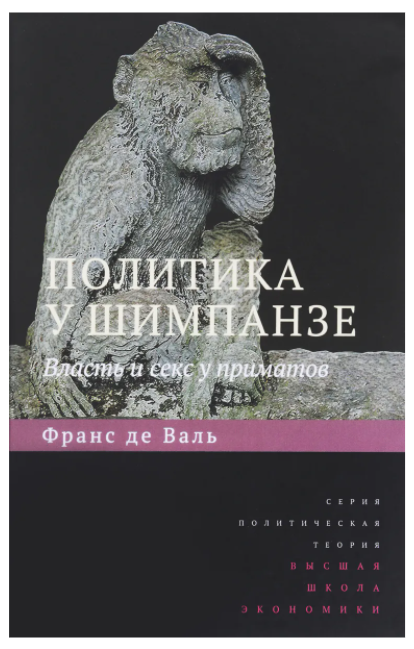 ПОЛИТИКА
У ШИМПАНЗЕ
Власть и секс у приматов
Франс де Валь
СЕРИЯ
ПОЛИТИЧЕСКАЯ
ТЕОРИЯ
ВЫСШАЯ
ШКОЛА
ЭКОНОМИКИ